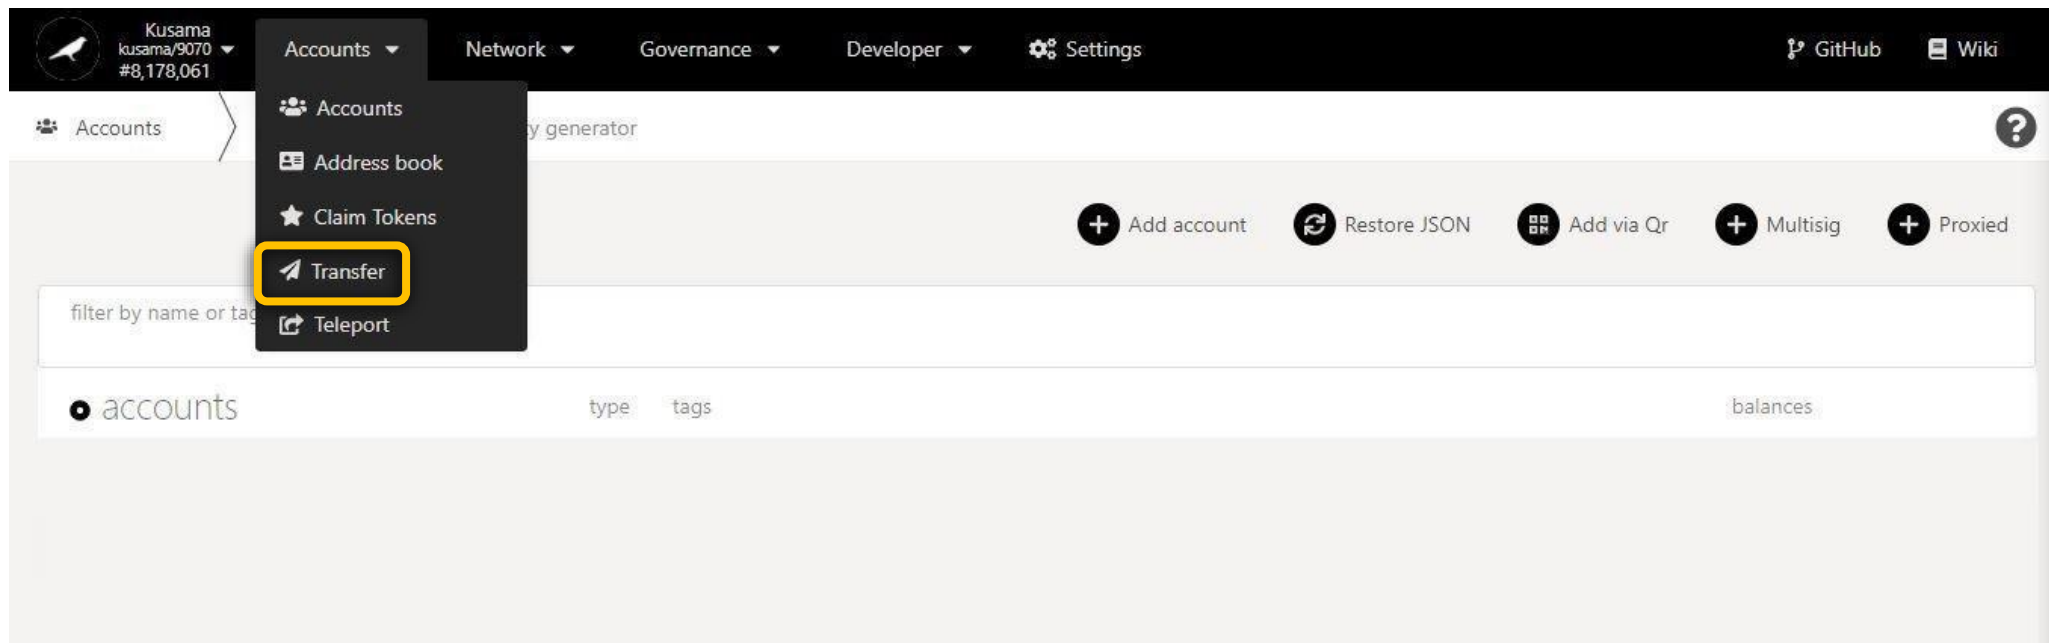 Kusama
kusama/9070
#8,178,061
Accounts
Network
Governance
Developer
Settings
GitHub
Wiki
Accounts
generator
Accounts
Address book
Claim Tokens
Transfer
Teleport
Add account
Restore JSON
Add via Qr
Multisig
Proxied
filter by name or
accounts
type
tags
balances